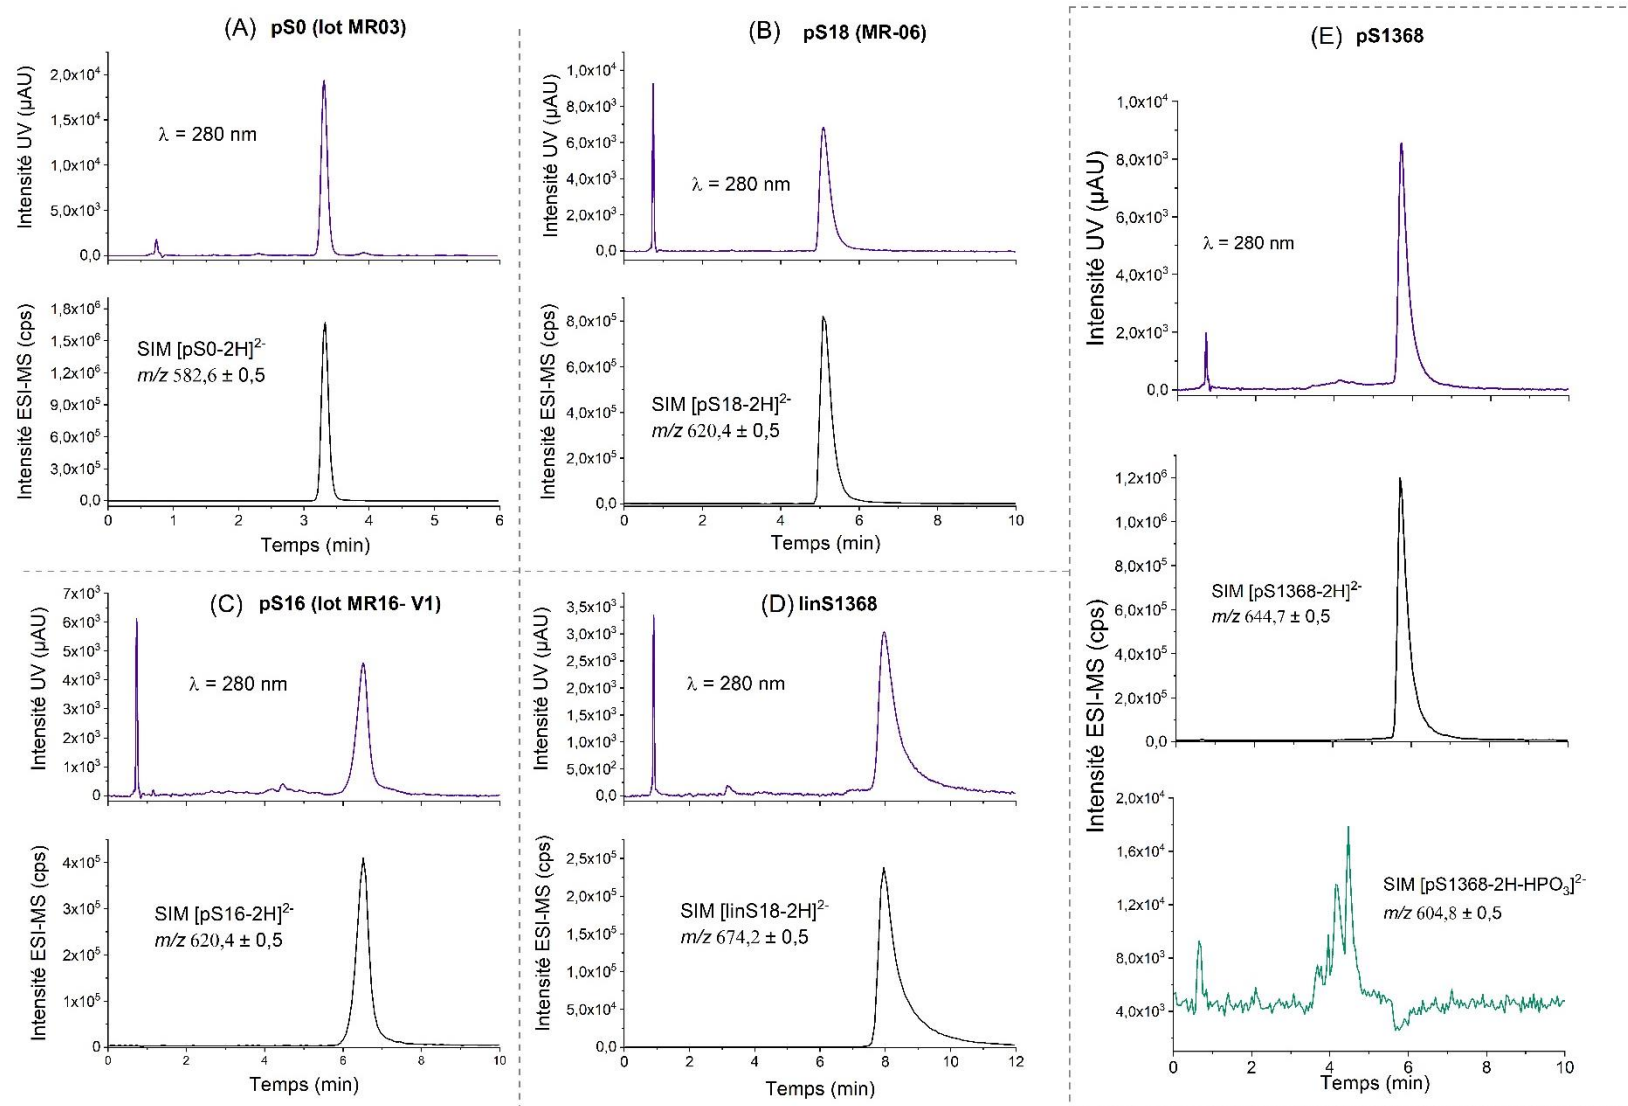 (A) pS0 (lot MR03)
Intensité UV (µAU)
2,0x10⁴
1,5x10⁴
1,0x10⁴
5,0x10³
0,0
λ = 280 nm
Intensité ESI-MS (cps)
1,8x10⁶
1,5x10⁶
1,2x10⁶
9,0x10⁵
6,0x10⁵
3,0x10⁵
0,0
SIM [pS0-2H]²⁻
m/z 582,6 ± 0,5
0 1 2 3 4 5 6
Temps (min)
(B) pS18 (MR-06)
Intensité UV (µAU)
1,0x10⁴
8,0x10³
6,0x10³
4,0x10³
2,0x10³
0,0
λ = 280 nm
Intensité ESI-MS (cps)
8,0x10⁵
6,0x10⁵
4,0x10⁵
2,0x10⁵
0,0
SIM [pS18-2H]²⁻
m/z 620,4 ± 0,5
0 2 4 6 8 10
Temps (min)
(C) pS16 (lot MR16- V1)
Intensité UV (µAU)
7x10³
6x10³
5x10³
4x10³
3x10³
2x10³
1x10³
0
λ = 280 nm
Intensité ESI-MS (cps)
4x10⁵
3x10⁵
2x10⁵
1x10⁵
0
SIM [pS16-2H]²⁻
m/z 620,4 ± 0,5
0 2 4 6 8 10
Temps (min)
(D) linS1368
Intensité UV (µAU)
3,5x10³
3,0x10³
2,5x10³
2,0x10³
1,5x10³
1,0x10³
5,0x10²
0,0
λ = 280 nm
Intensité ESI-MS (cps)
2,5x10⁵
2,0x10⁵
1,5x10⁵
1,0x10⁵
5,0x10⁴
0,0
SIM [linS18-2H]²⁻
m/z 674,2 ± 0,5
0 2 4 6 8 10 12
Temps (min)
(E) pS1368
Intensité UV (µAU)
1,0x10⁴
8,0x10³
6,0x10³
4,0x10³
2,0x10³
0,0
λ = 280 nm
Intensité ESI-MS (cps)
1,2x10⁶
1,0x10⁶
8,0x10⁵
6,0x10⁵
4,0x10⁵
2,0x10⁵
0,0
SIM [pS1368-2H]²⁻
m/z 644,7 ± 0,5
2,0x10⁴
1,6x10⁴
1,2x10⁴
8,0x10³
4,0x10³
SIM [pS1368-2H-HPO₃]²⁻
m/z 604,8 ± 0,5
0 2 4 6 8 10
Temps (min)